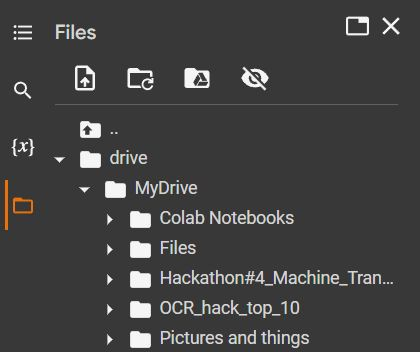 Files
..
{x}
drive
MyDrive
Colab Notebooks
Files
Hackathon#4_Machine_Tran...
OCR_hack_top_10
Pictures and things